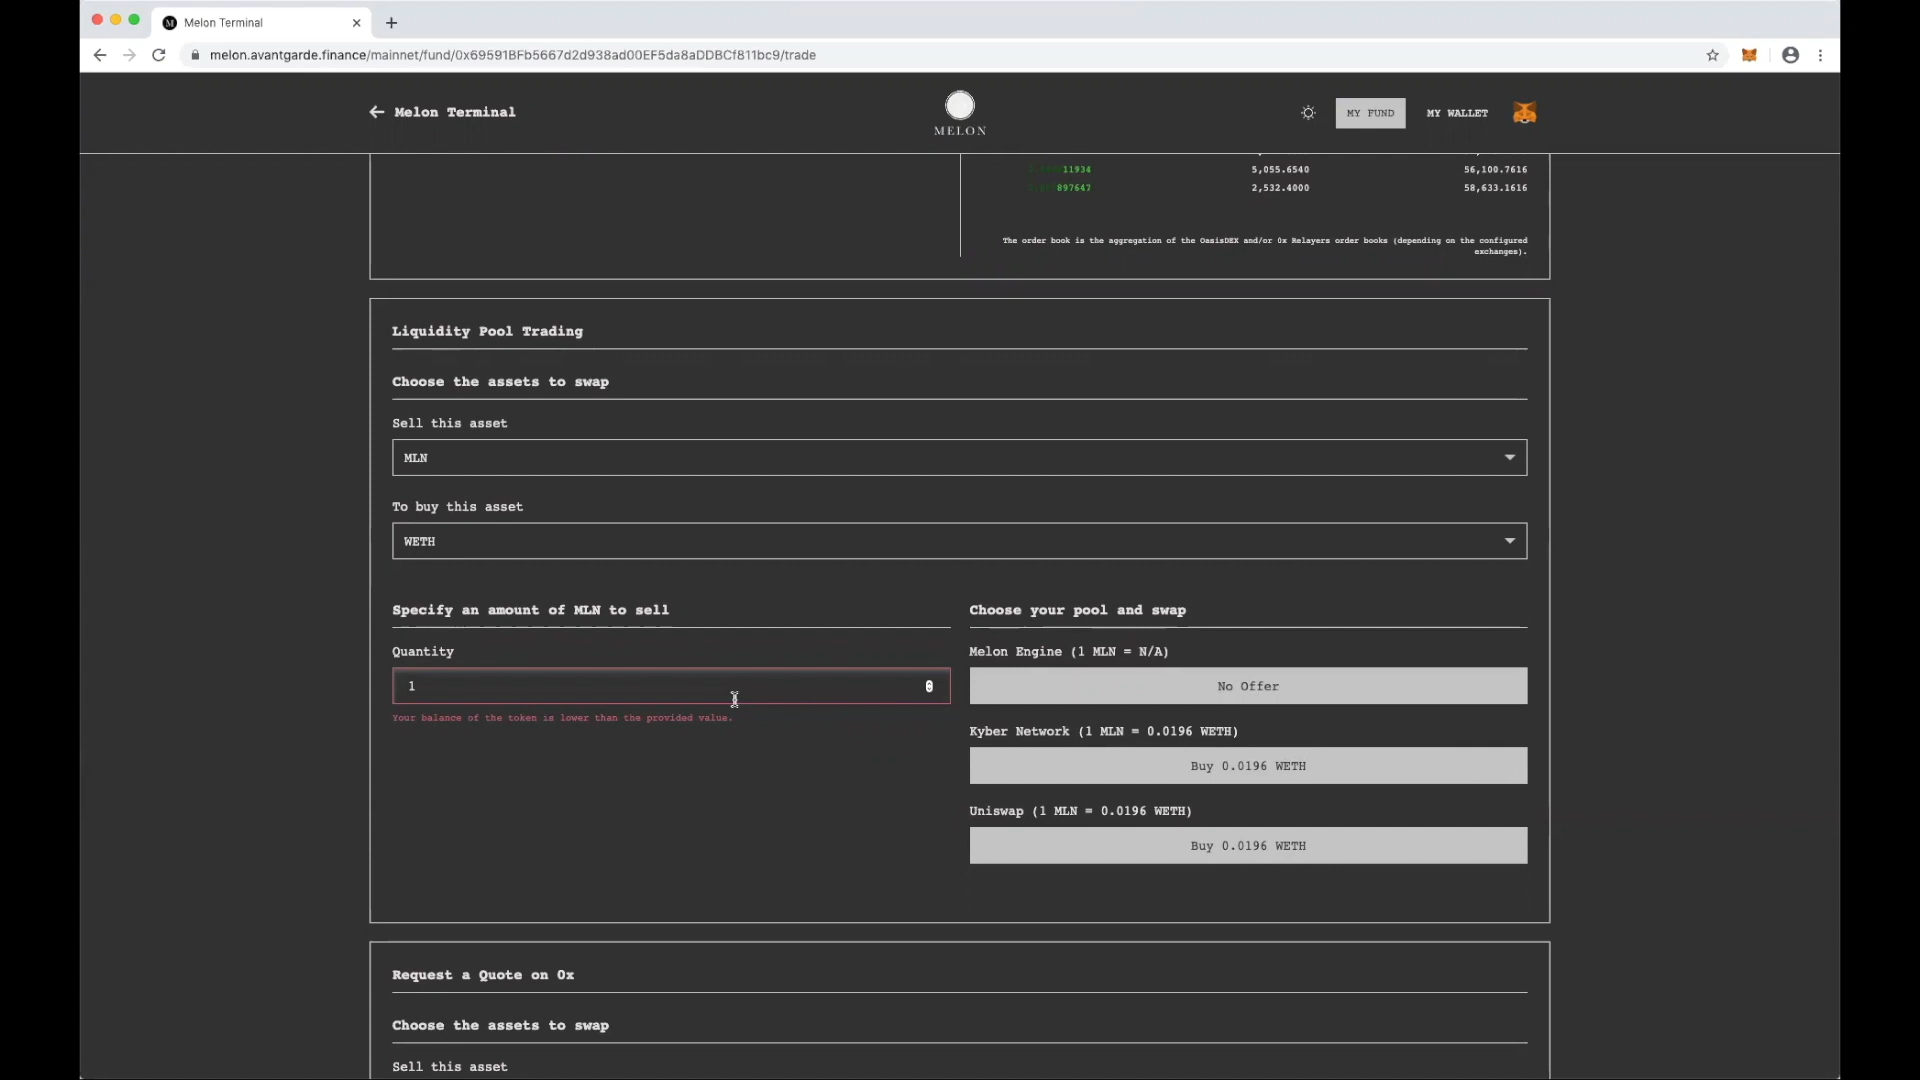 Melon Terminal
melon.avantgarde.finance/mainnet/fund/0x69591BFb5667d2d938ad00EF5da8aDDBCf811bc9/trade
Melon Terminal
MELON
MY FUND
MY WALLET
11934 5,055.6540 56,100.7616
897647 2,532.4000 58,633.1616
The order book is the aggregation of the OasisDEX and/or 0x Relayers order books (depending on the configured
exchanges).
Liquidity Pool Trading
Choose the assets to swap
Sell this asset
MLN
To buy this asset
WETH
Specify an amount of MLN to sell
Quantity
1
Your balance of the token is lower than the provided value.
Choose your pool and swap
Melon Engine (1 MLN = N/A)
No Offer
Kyber Network (1 MLN = 0.0196 WETH)
Buy 0.0196 WETH
Uniswap (1 MLN = 0.0196 WETH)
Buy 0.0196 WETH
Request a Quote on 0x
Choose the assets to swap
Sell this asset